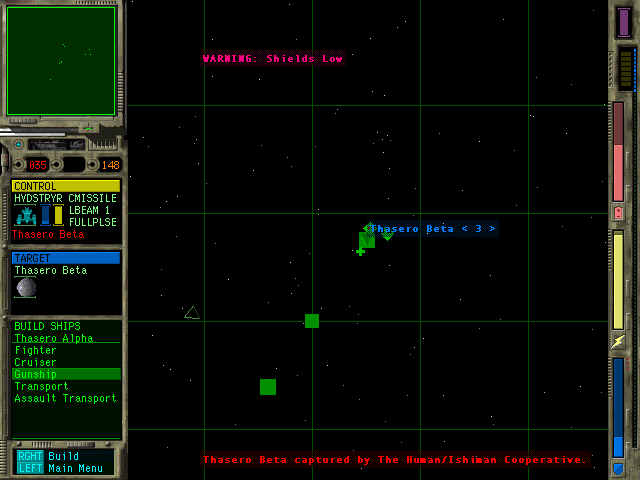 WARNING: Shields Low
035
148
CONTROL
HVDSTRYR CMISSILE
LBEAM 1
FULLPLSE
Thasero Beta
Thasero Beta < 3 >
TARGET
Thasero Beta
BUILD SHIPS
Thasero Alpha
Fighter
Cruiser
Gunship
Transport
Assault Transport
RGHT Build
LEFT Main Menu
Thasero Beta captured by The Human/Ishiman Cooperative.